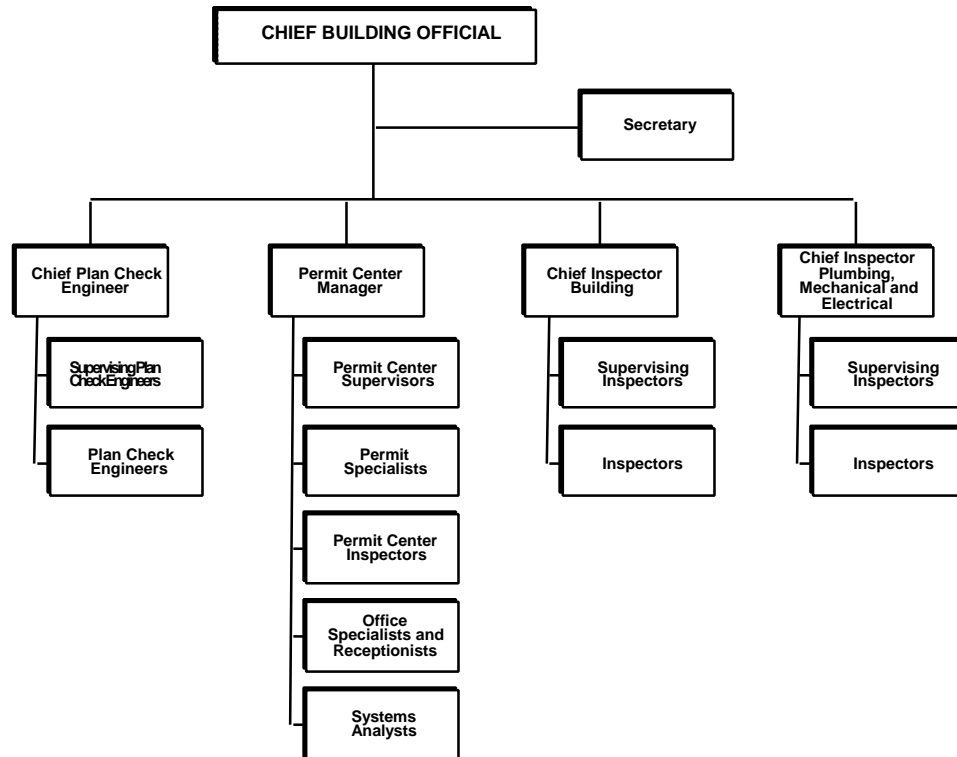 CHIEF BUILDING OFFICIAL
Secretary
Chief Plan Check
Engineer
Supervising Plan
Check Engineers
Plan Check
Engineers
Permit Center
Manager
Permit Center
Supervisors
Permit
Specialists
Permit Center
Inspectors
Office
Specialists and
Receptionists
Systems
Analysts
Chief Inspector
Building
Supervising
Inspectors
Inspectors
Chief Inspector
Plumbing,
Mechanical and
Electrical
Supervising
Inspectors
Inspectors